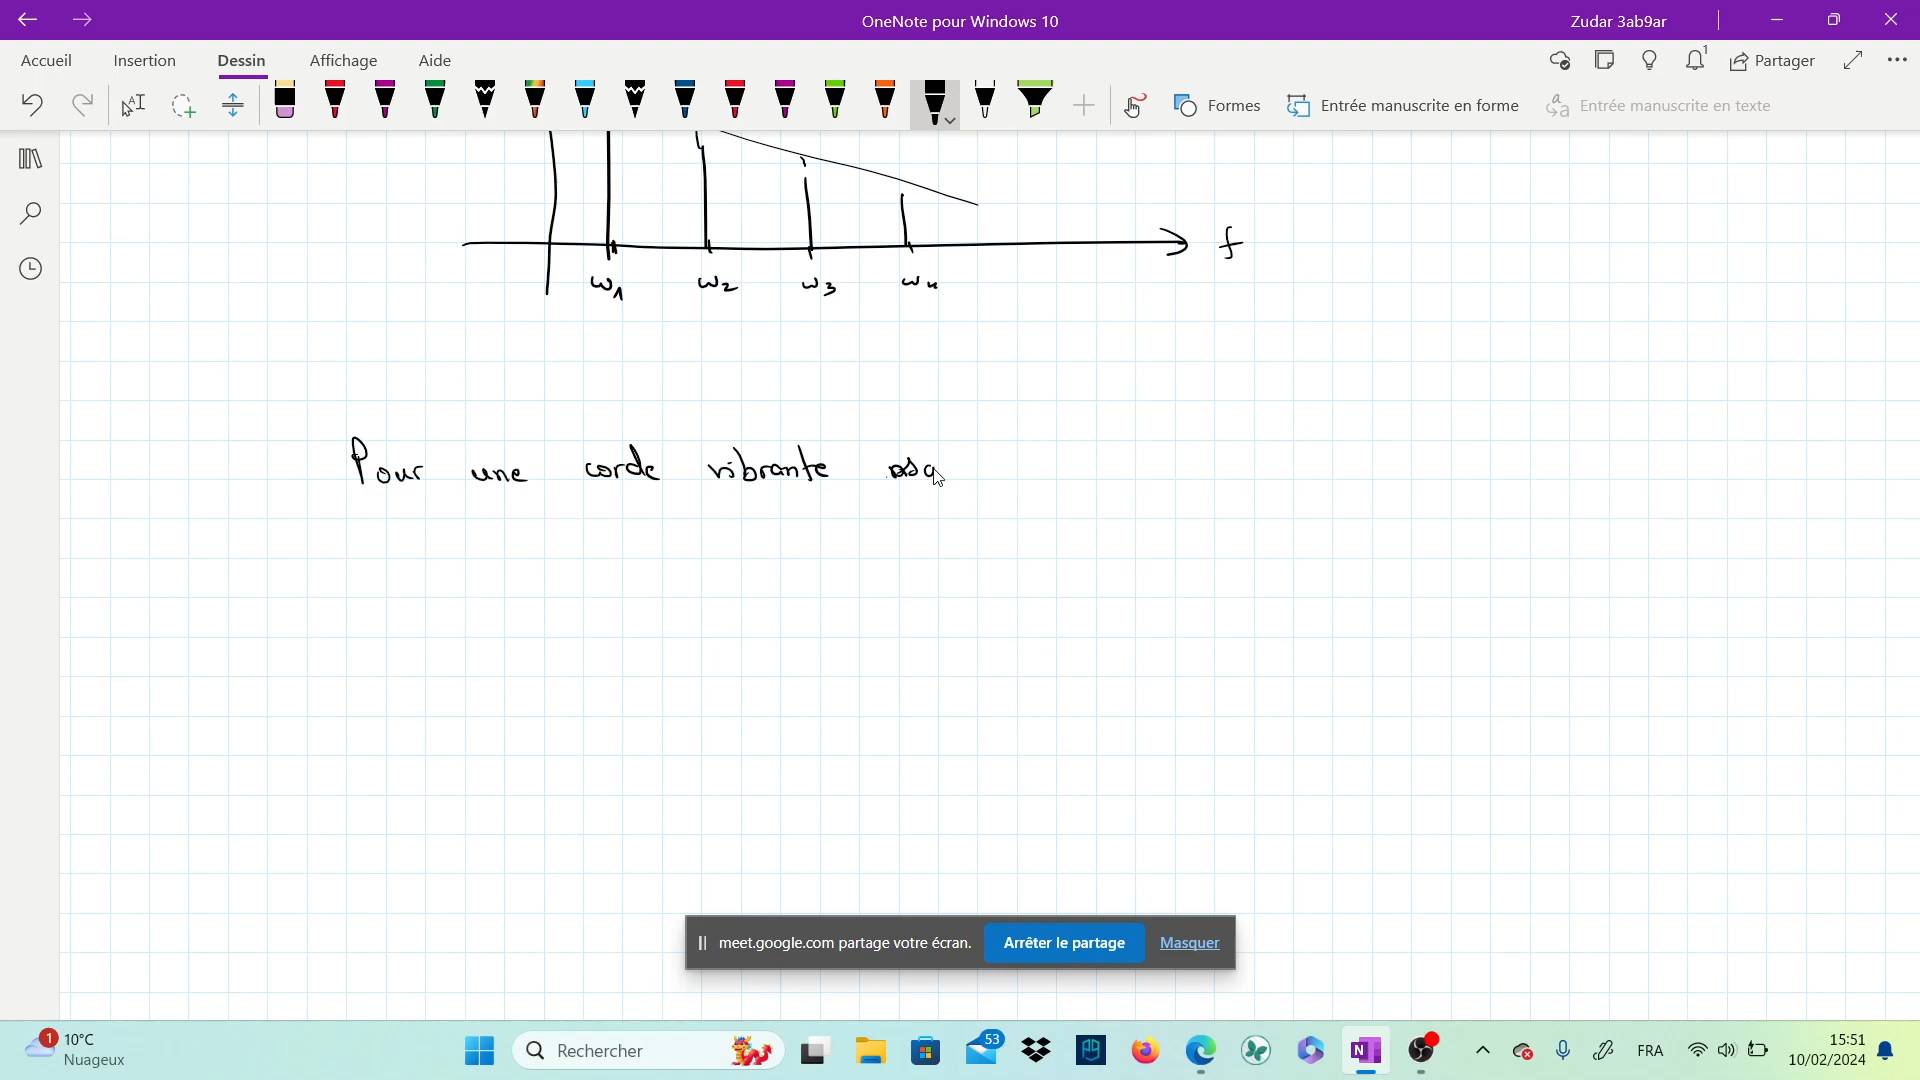 OneNote pour Windows 10
Zudar 3ab9ar
Accueil Insertion Dessin Affichage Aide
1
Partager
Formes
Entrée manuscrite en forme
Entrée manuscrite en texte
f
ω1 ω2 ω3
Pour une corde vibrante
meet.google.com partage votre écran.
Arrêter le partage
Masquer
1
10°C
Nuageux
Rechercher
53
FRA
15:51
10/02/2024